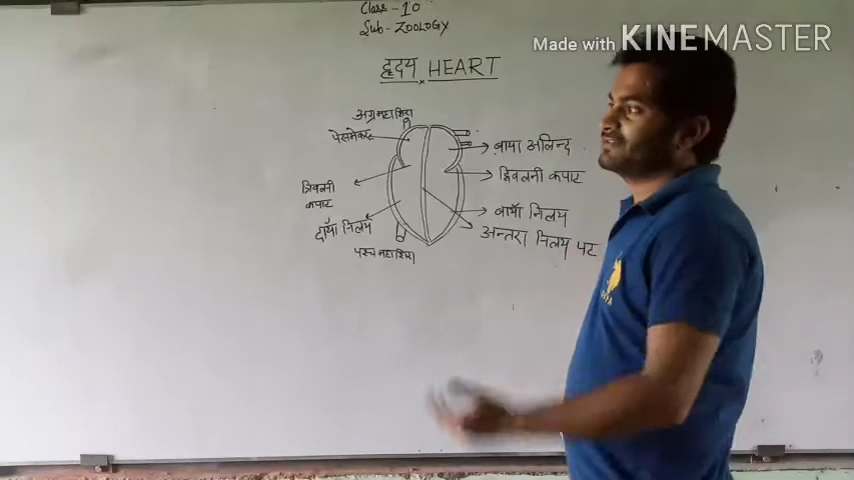 Class - 10
Sub - ZOOLOGY
Made with KINEMASTER
हृदय HEART
अग्रमहाशिरा
पेसमेकर
बाया अलिन्द
त्रिवलनी
कपाट
द्विवलनी कपाट
बायाँ निलय
दाँया निलय
अन्तरा निलय पट
पश्च महाशिरा